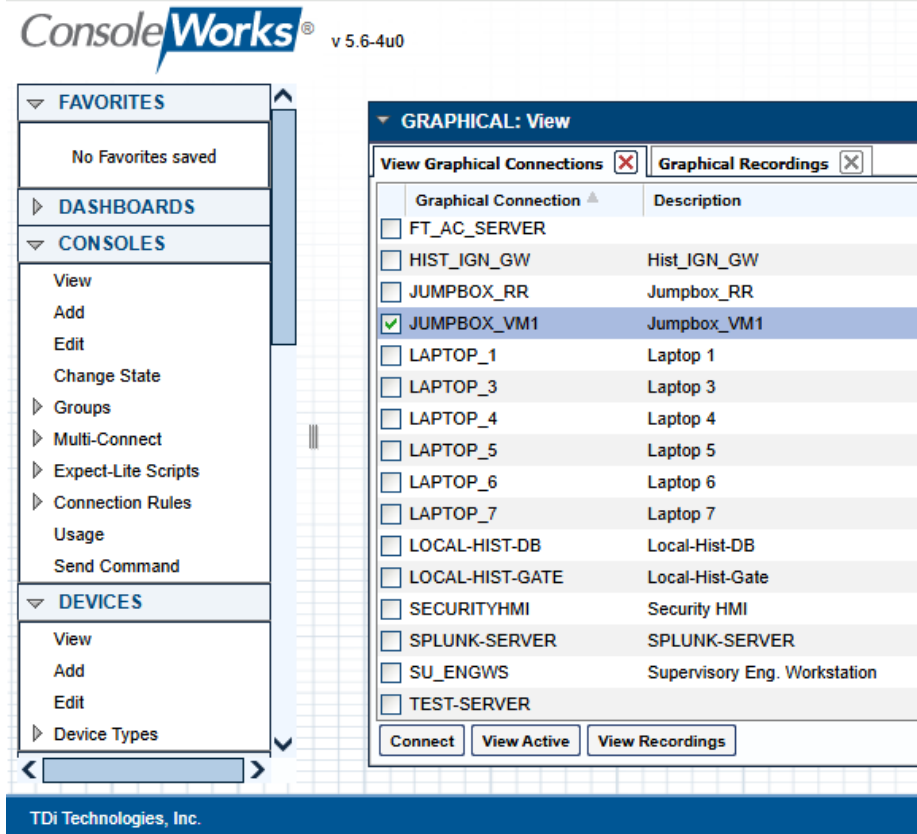 ConsoleWorks® v 5.6-4u0
FAVORITES
No Favorites saved
DASHBOARDS
CONSOLES
View
Add
Edit
Change State
Groups
Multi-Connect
Expect-Lite Scripts
Connection Rules
Usage
Send Command
DEVICES
View
Add
Edit
Device Types
GRAPHICAL: View
View Graphical Connections Graphical Recordings
Graphical Connection Description
FT_AC_SERVER
HIST_IGN_GW Hist_IGN_GW
JUMPBOX_RR Jumpbox_RR
JUMPBOX_VM1 Jumpbox_VM1
LAPTOP_1 Laptop 1
LAPTOP_3 Laptop 3
LAPTOP_4 Laptop 4
LAPTOP_5 Laptop 5
LAPTOP_6 Laptop 6
LAPTOP_7 Laptop 7
LOCAL-HIST-DB Local-Hist-DB
LOCAL-HIST-GATE Local-Hist-Gate
SECURITYHMI Security HMI
SPLUNK-SERVER SPLUNK-SERVER
SU_ENGWS Supervisory Eng. Workstation
TEST-SERVER
Connect View Active View Recordings
TDi Technologies, Inc.